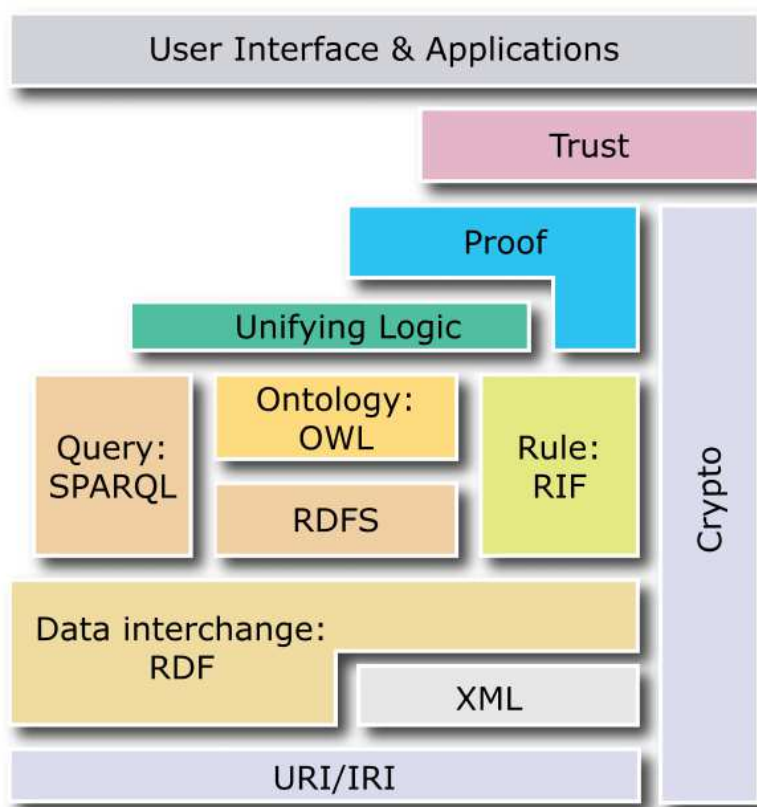 User Interface & Applications
Trust
Proof
Unifying Logic
Query:
SPARQL
Ontology:
OWL
RDFS
Rule:
RIF
Crypto
Data interchange:
RDF
XML
URI/IRI